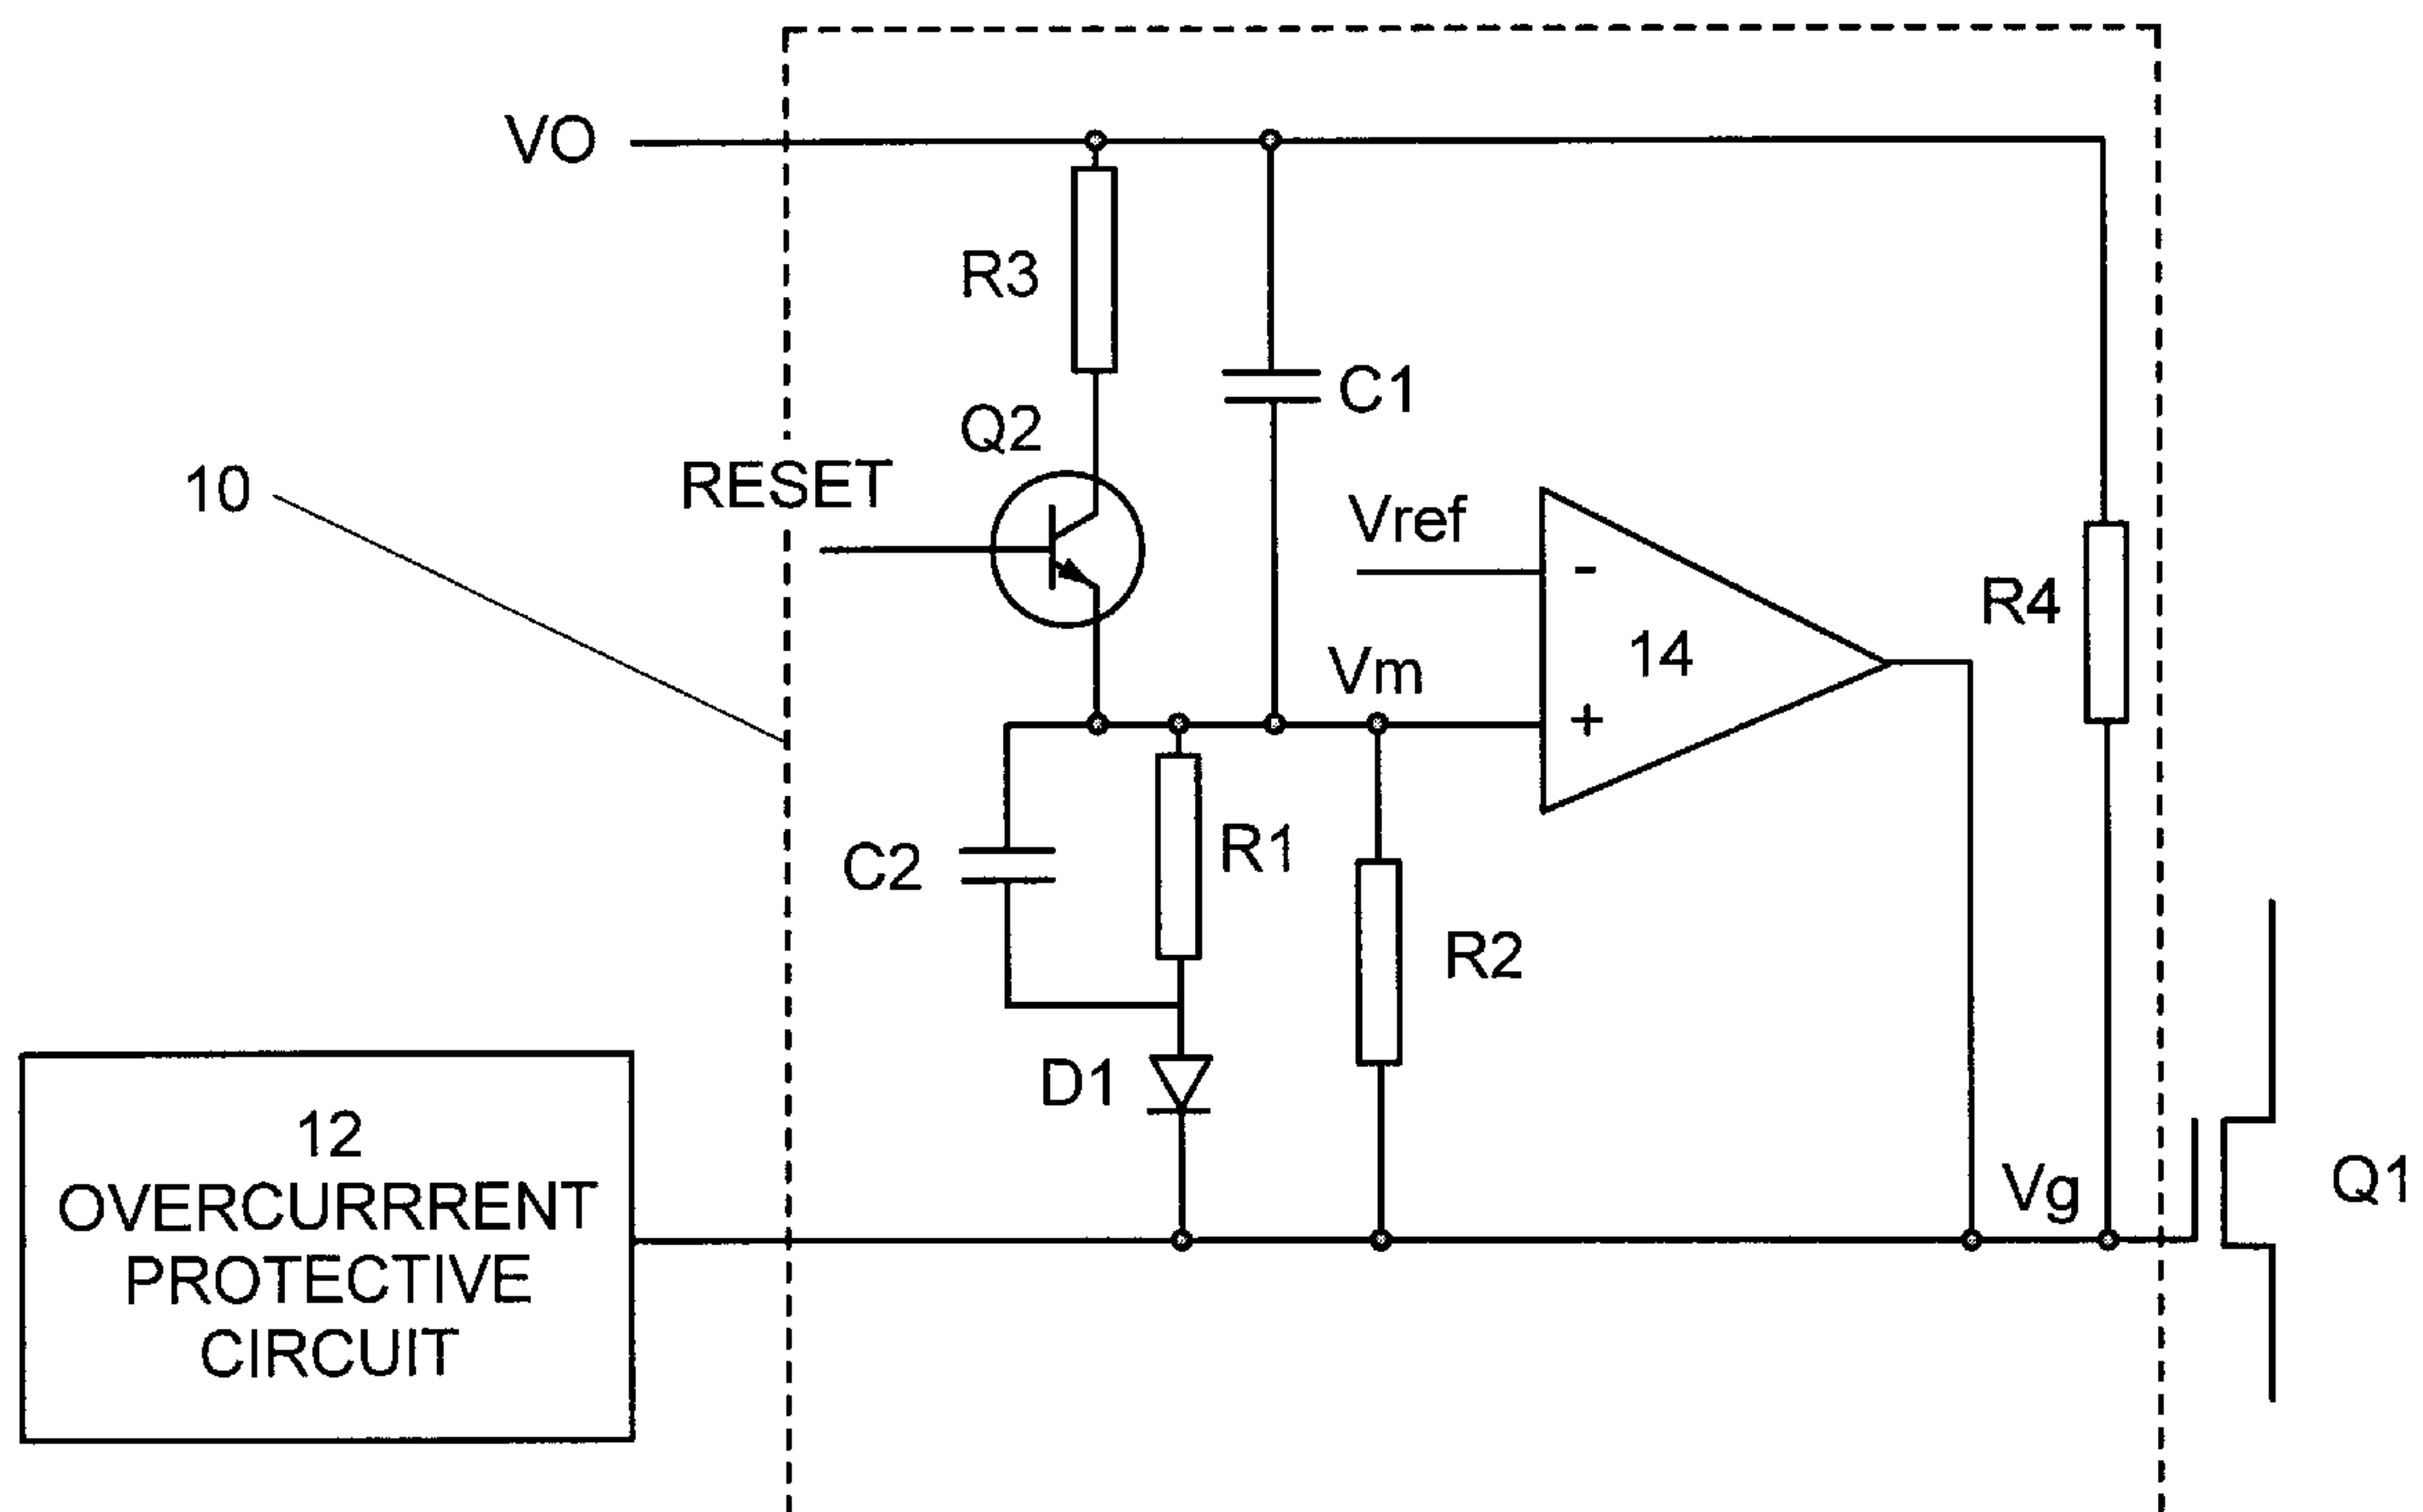 VO
R3
C1
Q2
RESET
10
Vref
-
14
R4
Vm
+
C2
R1
R2
D1
12
OVERCURRRENT
PROTECTIVE
CIRCUIT
Vg
Q1